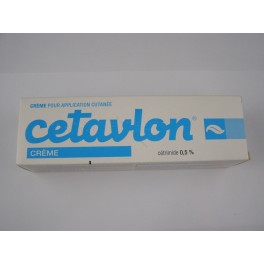 CRÈME POUR APPLICATION CUTANÉE
cetavlon®
CRÈME
cétrimide 0,5 %